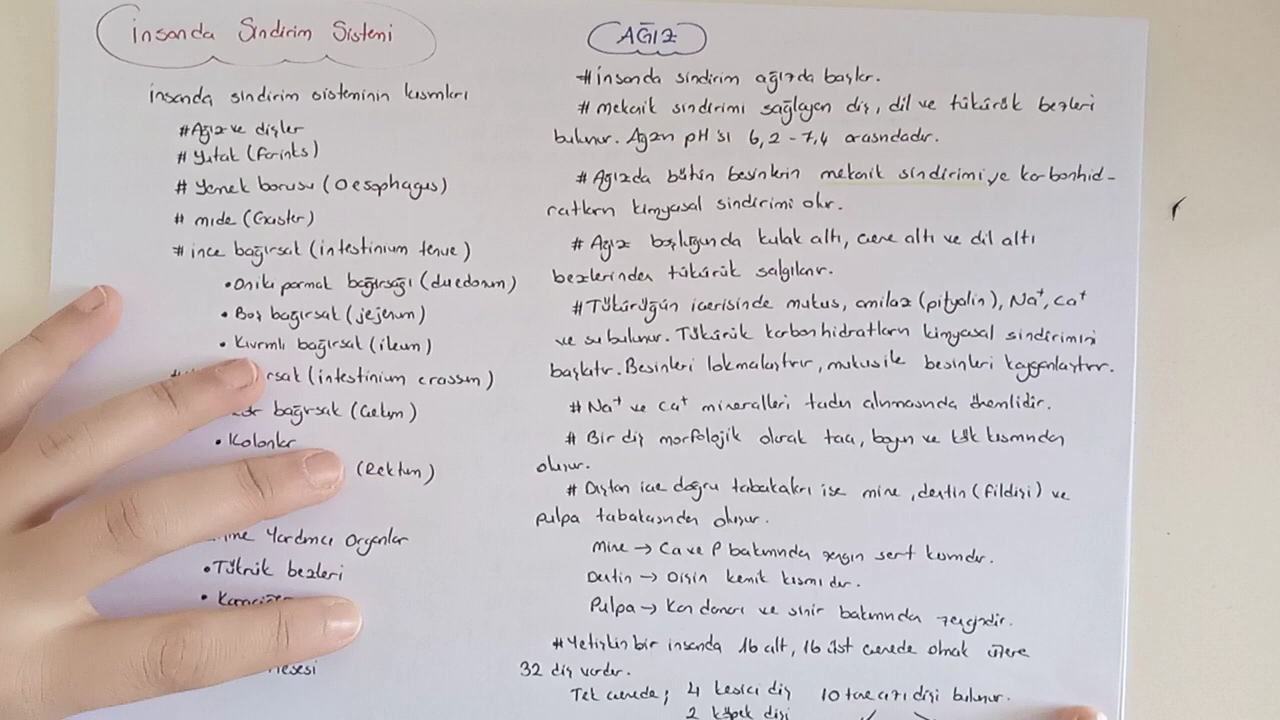 insanda Sindirim Sistemi
insanda sindirim sisteminin kısımları
#Ağız ve dişler
# Yutak (Farinks)
# Yemek borusu (Oesophagus)
# mide (Gaster)
# ince bağırsak (intestinium tenue)
• Oniki parmak bağırsağı (duedonum)
• Boş bağırsak (jejenum)
• Kıvrımlı bağırsak (ileum)
rsak (intestinium crassum)
bağırsak (Çekum)
• Kolonlar
(Rektum)
Yardımcı Organlar
• Tükrük bezleri
AĞIZ
# insanda sindirim ağızda başlar.
# mekanik sindirimi sağlayan diş, dil ve tükürük bezleri
bulunur. Ağzın pH'sı 6,2 - 7,4 arasındadır.
# Ağızda bütün besinlerin mekanik sindirimi ve karbonhid-
ratların kimyasal sindirimi olur.
# Ağız boşluğunda kulak altı, çene altı ve dil altı
bezlerinden tükürük salgılanır.
# Tükürüğün içerisinde mukus, amilaz (pityalin), Na⁺, Ca⁺
ve su bulunur. Tükürük karbonhidratların kimyasal sindirimini
başlatır. Besinleri lokmalaştırır, mukus ile besinleri kayganlaştırır.
# Na⁺ ve Ca⁺ mineralleri tadın alınmasında önemlidir.
# Bir diş morfolojik olarak taç, boyun ve kök kısmından
oluşur.
# Dıştan içe doğru tabakaları ise mine, dentin (fildişi) ve
pulpa tabakasından oluşur.
Mine → Ca ve P bakımından zengin sert kısımdır.
Dentin → Dişin kemik kısmıdır.
Pulpa → Kan damarı ve sinir bakımından zengindir.
# Yetişkin bir insanda 16 alt, 16 üst çenede olmak üzere
32 diş vardır.
Tek çenede; 4 kesici diş 10 tane azı dişi bulunur.
2 köpek dişi